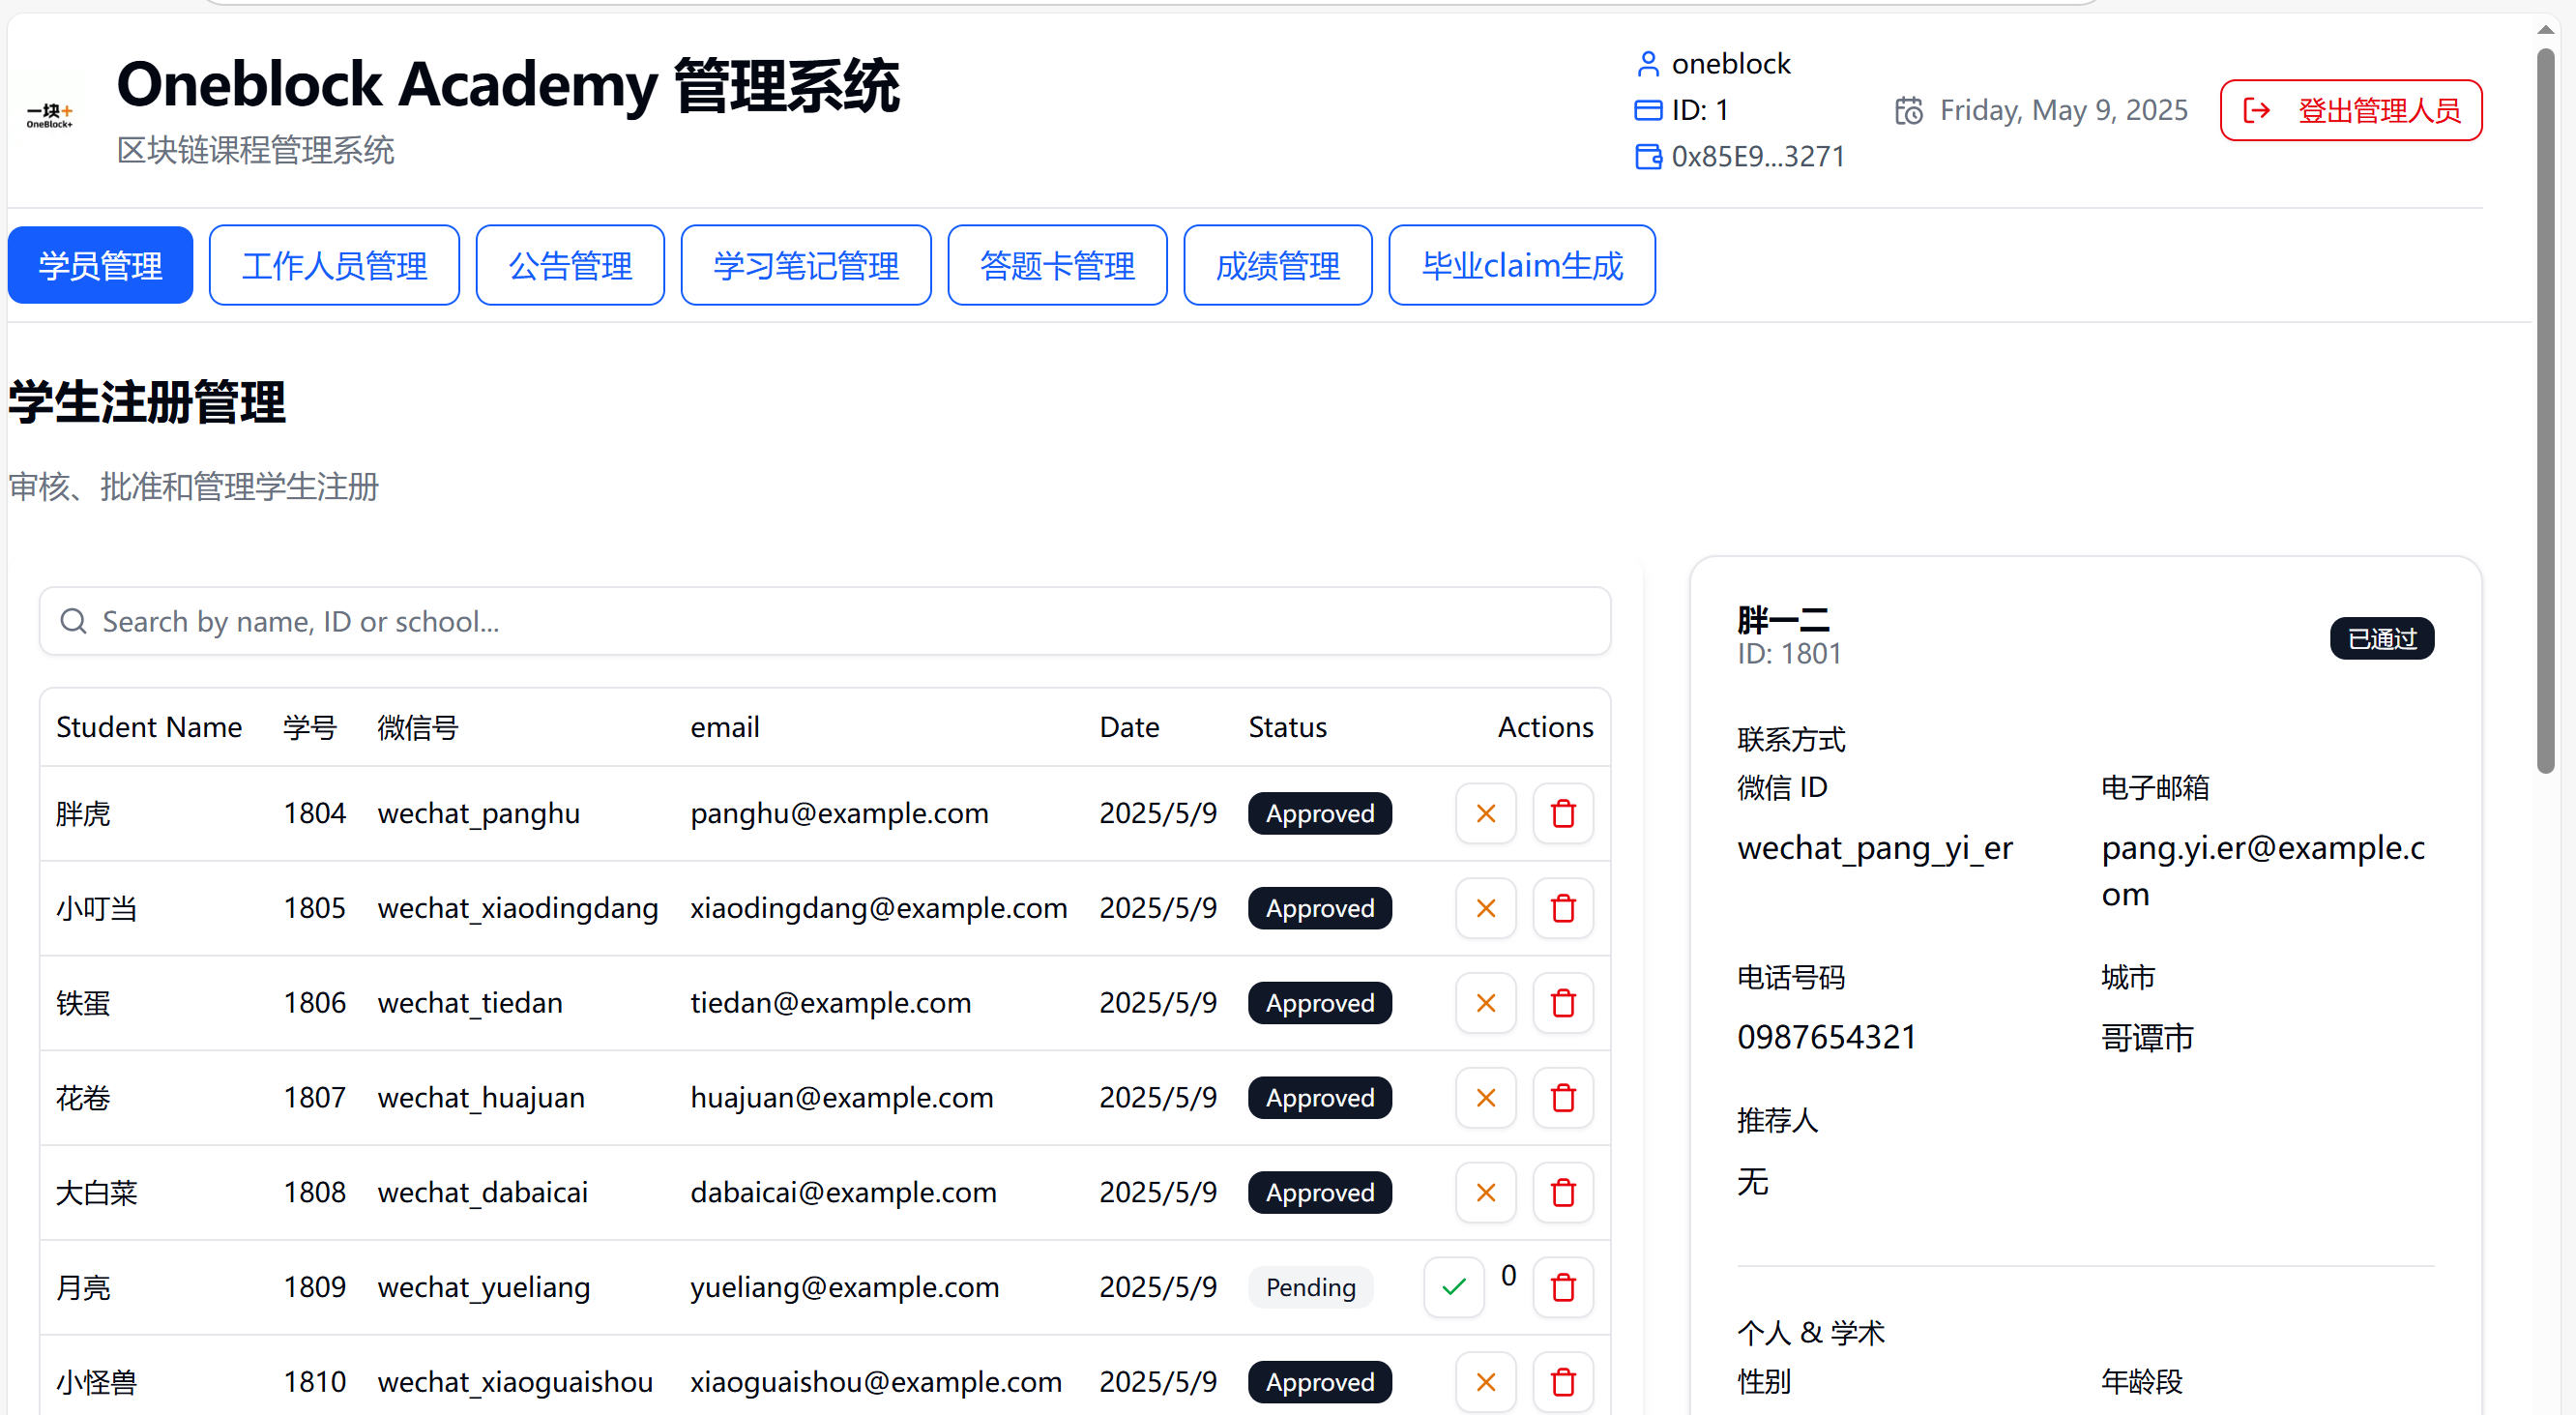 一块+
OneBlock+
Oneblock Academy 管理系统
区块链课程管理系统
oneblock
ID: 1
0x85E9...3271
Friday, May 9, 2025
登出管理人员
学员管理
工作人员管理
公告管理
学习笔记管理
答题卡管理
成绩管理
毕业claim生成
学生注册管理
审核、批准和管理学生注册
Search by name, ID or school...
Student Name 学号 微信号 email Date Status Actions
胖虎 1804 wechat_panghu panghu@example.com 2025/5/9 Approved
小叮当 1805 wechat_xiaodingdang xiaodingdang@example.com 2025/5/9 Approved
铁蛋 1806 wechat_tiedan tiedan@example.com 2025/5/9 Approved
花卷 1807 wechat_huajuan huajuan@example.com 2025/5/9 Approved
大白菜 1808 wechat_dabaicai dabaicai@example.com 2025/5/9 Approved
月亮 1809 wechat_yueliang yueliang@example.com 2025/5/9 Pending 0
小怪兽 1810 wechat_xiaoguaishou xiaoguaishou@example.com 2025/5/9 Approved
胖一二
ID: 1801
已通过
联系方式
微信 ID
wechat_pang_yi_er
电子邮箱
pang.yi.er@example.c
om
电话号码
0987654321
城市
哥谭市
推荐人
无
个人 & 学术
性别
年龄段